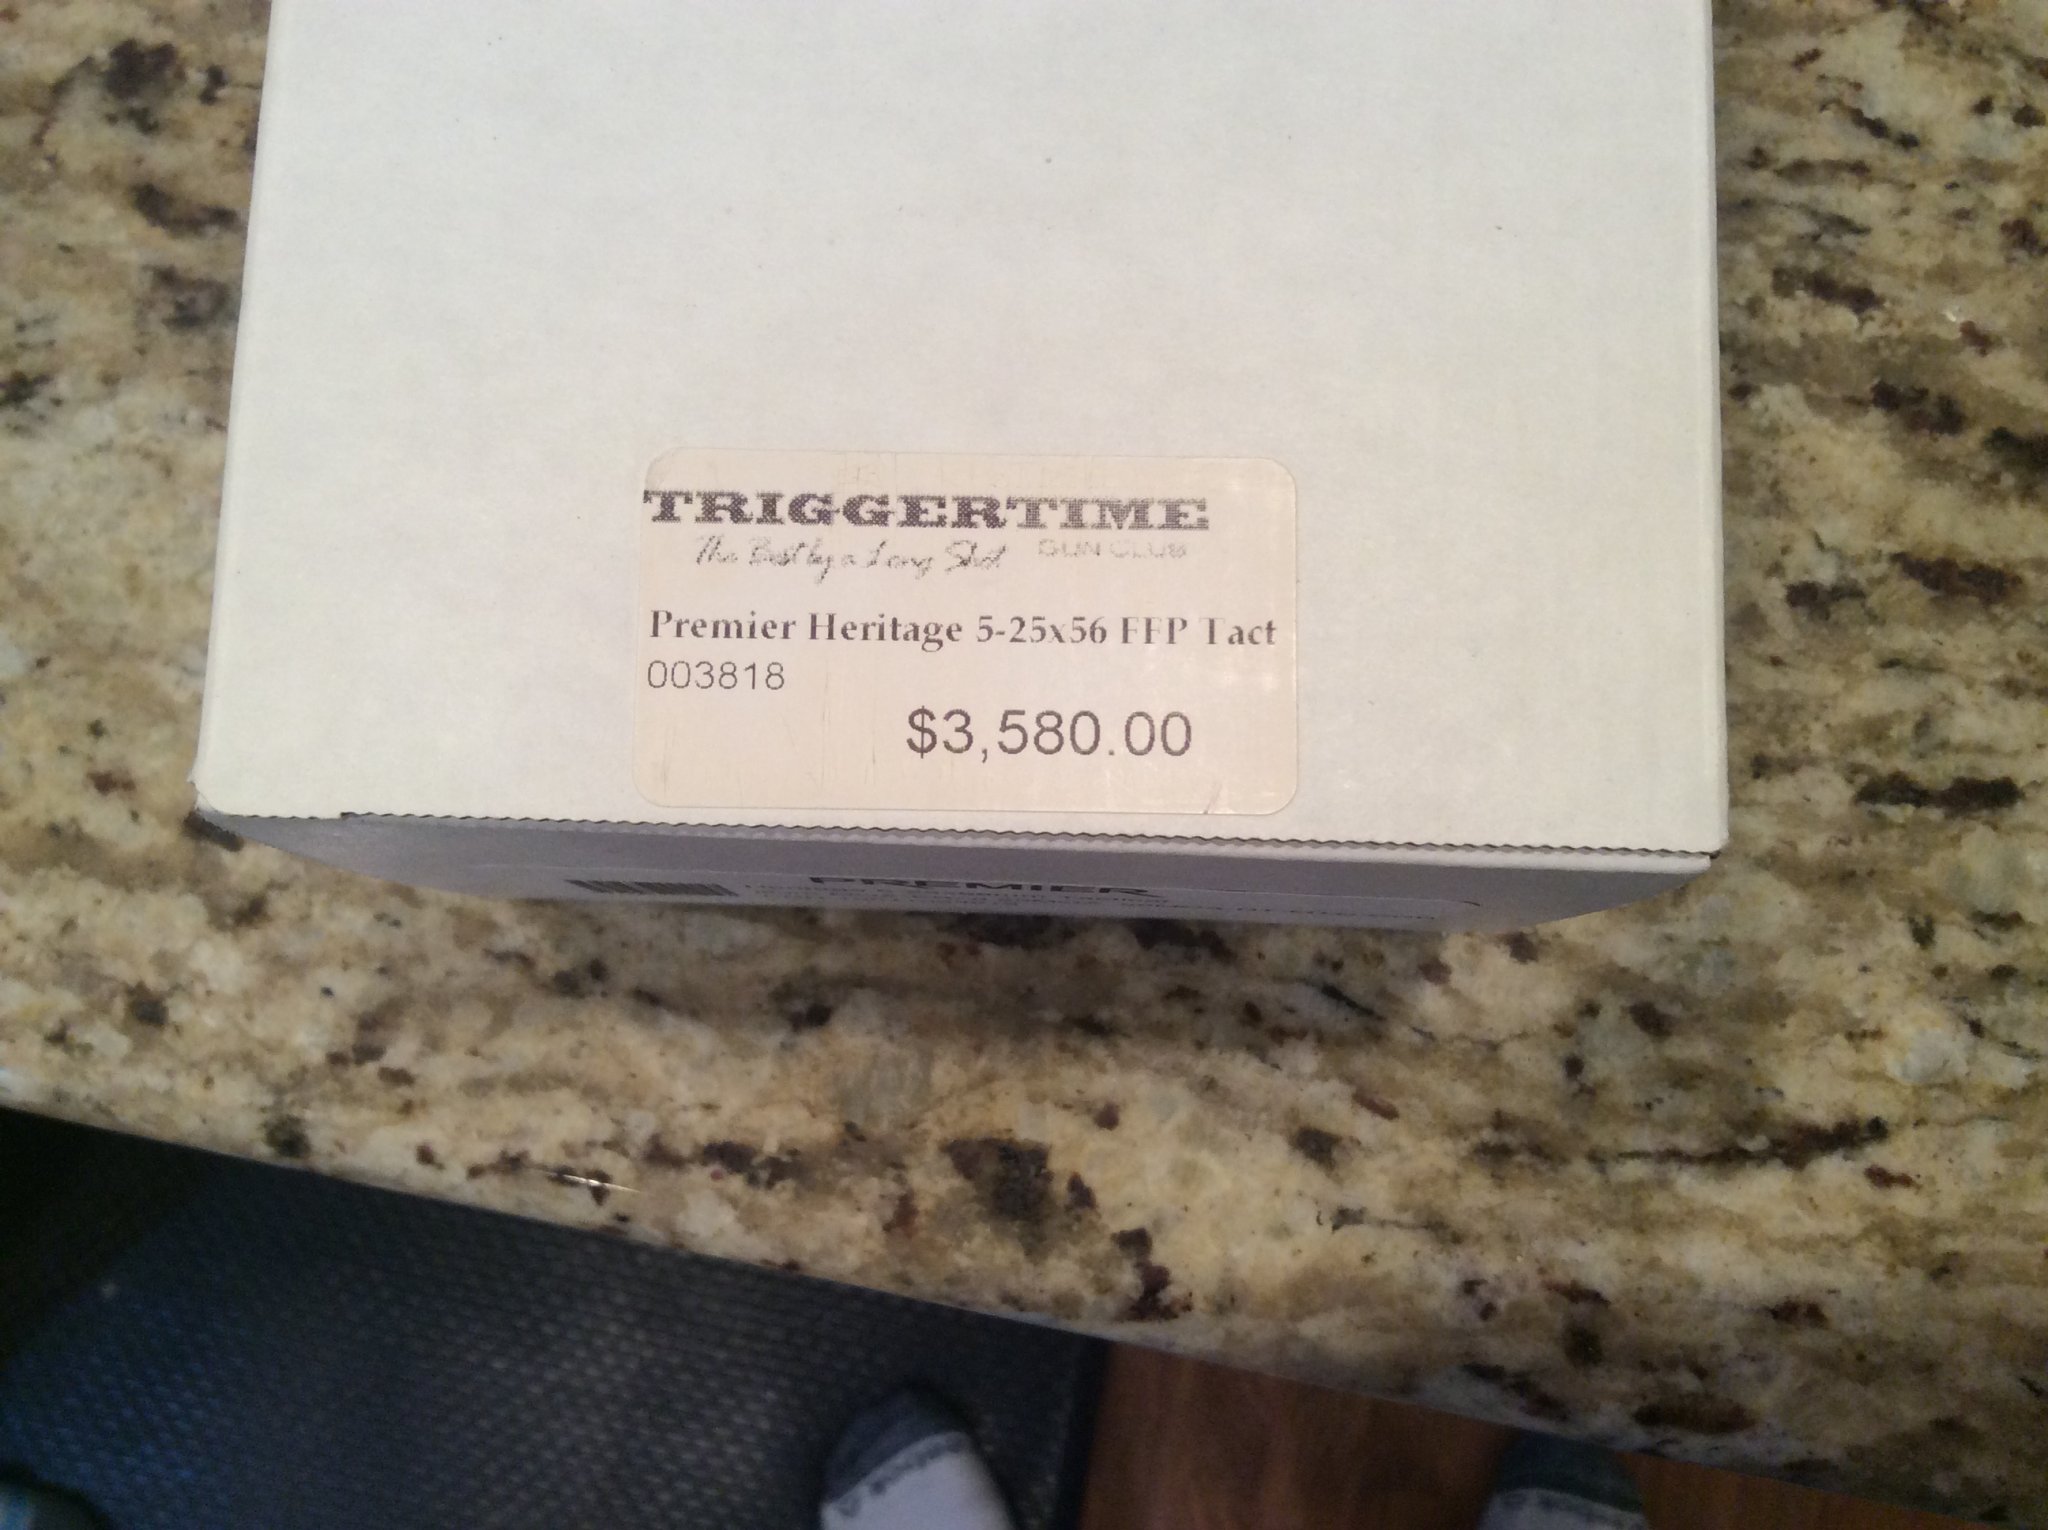 TRIGGERTIME
The Best by a Long Shot GUN CLUB
Premier Heritage 5-25x56 FFP Tact
003818
$3,580.00
PREMIER